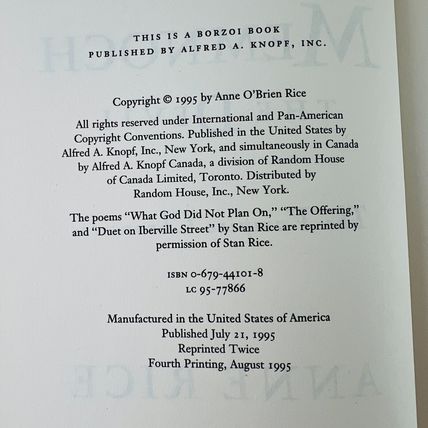 THIS IS A BORZOI BOOK
PUBLISHED BY ALFRED A. KNOPF, INC.
Copyright © 1995 by Anne O'Brien Rice
All rights reserved under International and Pan-American
Copyright Conventions. Published in the United States by
Alfred A. Knopf, Inc., New York, and simultaneously in Canada
by Alfred A. Knopf Canada, a division of Random House
of Canada Limited, Toronto. Distributed by
Random House, Inc., New York.
The poems "What God Did Not Plan On," "The Offering,"
and "Duet on Iberville Street" by Stan Rice are reprinted by
permission of Stan Rice.
ISBN 0-679-44101-8
LC 95-77866
Manufactured in the United States of America
Published July 21, 1995
Reprinted Twice
Fourth Printing, August 1995
ANNE RICE